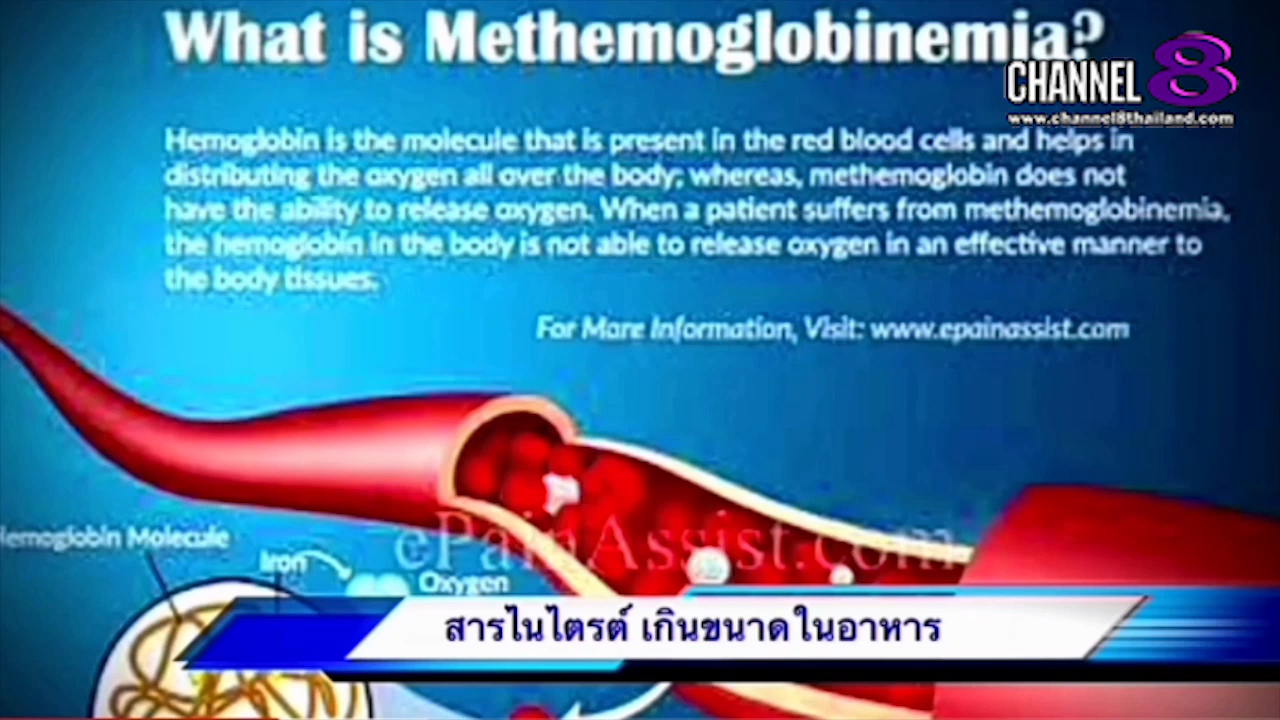 What is Methemoglobinemia?
CHANNEL 8
www.channel8thailand.com
Hemoglobin is the molecule that is present in the red blood cells and helps in
distributing the oxygen all over the body; whereas, methemoglobin does not
have the ability to release oxygen. When a patient suffers from methemoglobinemia,
the hemoglobin in the body is not able to release oxygen in an effective manner to
the body tissues.
For More Information, Visit: www.epainassist.com
ePainAssist.com
Hemoglobin Molecule
Iron
Oxygen
สารไนไตรต์ เกินขนาดในอาหาร